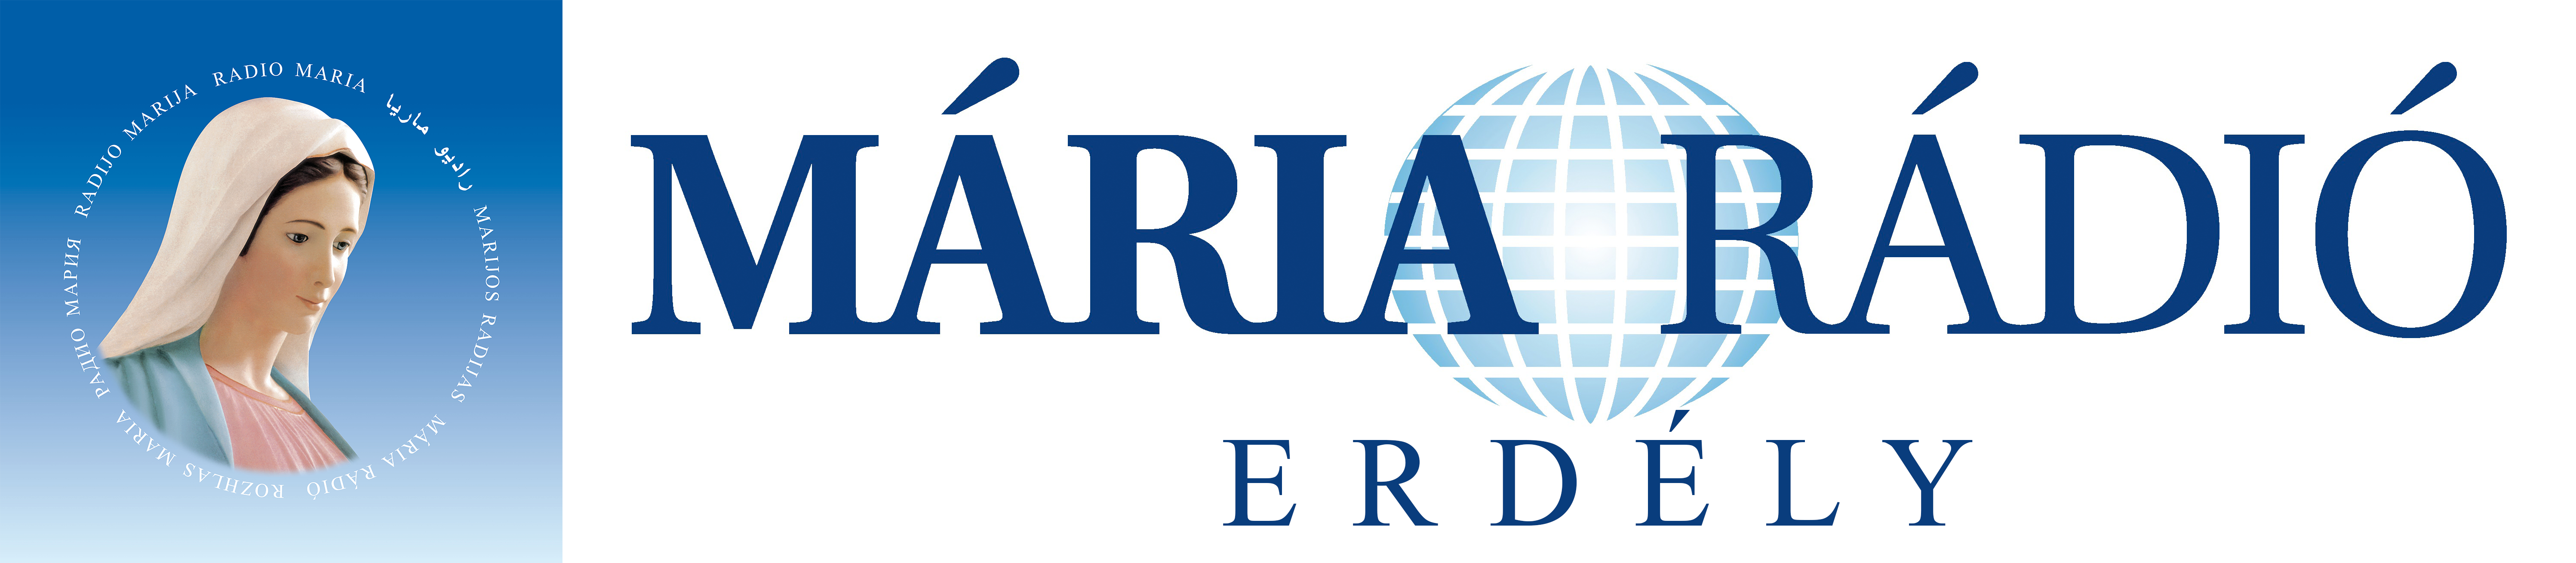 RADIO MARIA
راديو ماريا
MARIJOS RADIJAS
MÁRIA RÁDIÓ
ROZHLAS MARIA
РАДИО МАРИЯ
RADIJO MARIJA
MÁRIA RÁDIÓ
ERDÉLY